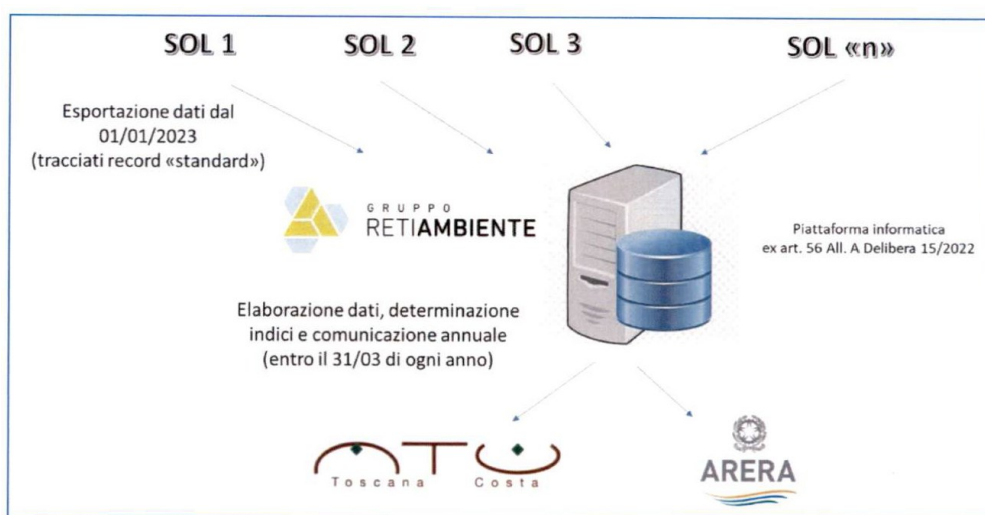 SOL 1
SOL 2
SOL 3
SOL «n»
Esportazione dati dal
01/01/2023
(tracciati record «standard»)
GRUPPO
RETIAMBIENTE
Piattaforma informatica
ex art. 56 All. A Delibera 15/2022
Elaborazione dati, determinazione
indici e comunicazione annuale
(entro il 31/03 di ogni anno)
ATO
Toscana Costa
ARERA